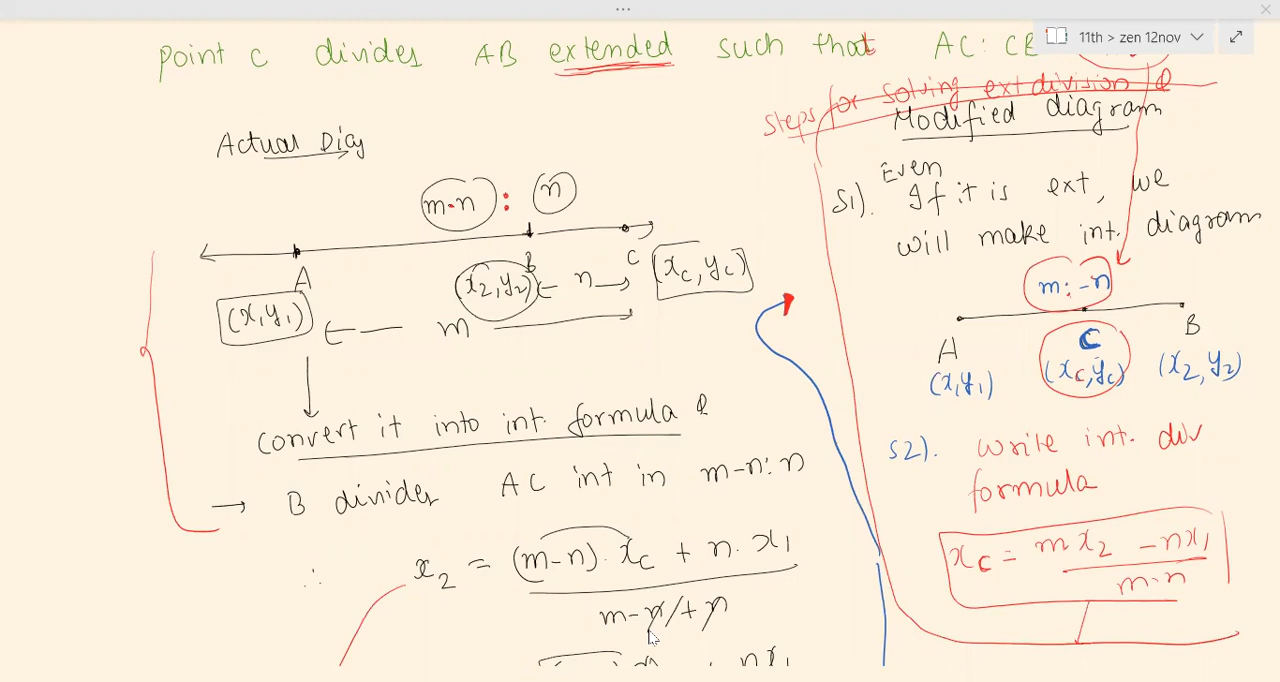 point C divides AB extended such that AC: CB
11th > zen 12nov
Steps for solving ext division
Actual Diag
m-n : n
A B C
(x, y1) (x2, y2) ← n → (xc, yc)
← m →
Convert it into int. formula
→ B divides AC int in m-n:n
∴ x2 = (m-n). xc + n. x1
m-n/+n
nx1
Modified diagram
S1). Even If it is ext, we
will make int. diagram
m: -n
A C B
(x, y1) (xc, yc) (x2, y2)
S2). Write int. div
formula
xc = mx2 - nx1
m-n